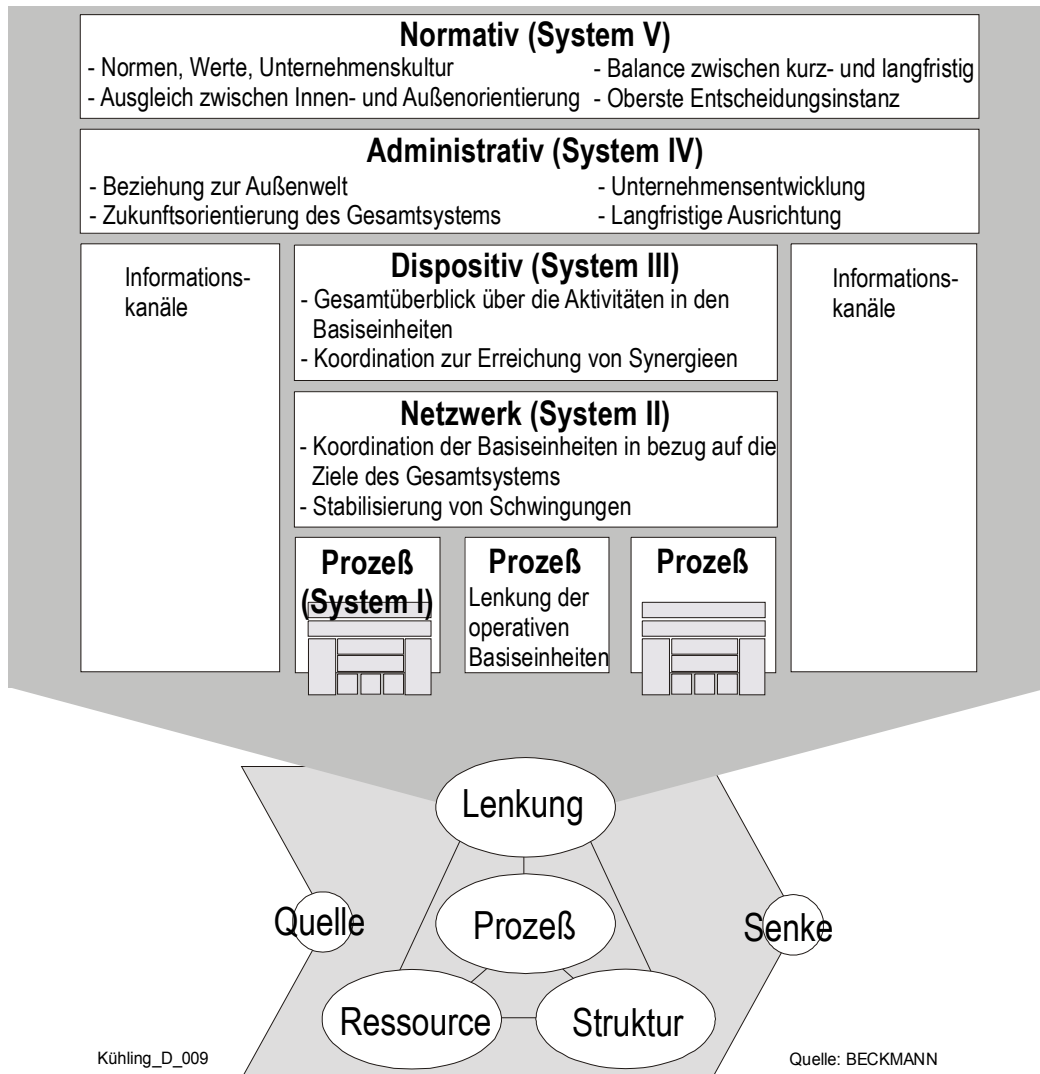 Normativ (System V)
- Normen, Werte, Unternehmenskultur
- Ausgleich zwischen Innen- und Außenorientierung
- Balance zwischen kurz- und langfristig
- Oberste Entscheidungsinstanz
Administrativ (System IV)
- Beziehung zur Außenwelt
- Zukunftsorientierung des Gesamtsystems
- Unternehmensentwicklung
- Langfristige Ausrichtung
Informations-
kanäle
Dispositiv (System III)
- Gesamtüberblick über die Aktivitäten in den
Basiseinheiten
- Koordination zur Erreichung von Synergieen
Netzwerk (System II)
- Koordination der Basiseinheiten in bezug auf die
Ziele des Gesamtsystems
- Stabilisierung von Schwingungen
Prozeß
(System I)
Prozeß
Lenkung der
operativen
Basiseinheiten
Prozeß
Informations-
kanäle
Lenkung
Quelle
Prozeß
Senke
Ressource
Struktur
Kühling_D_009
Quelle: BECKMANN